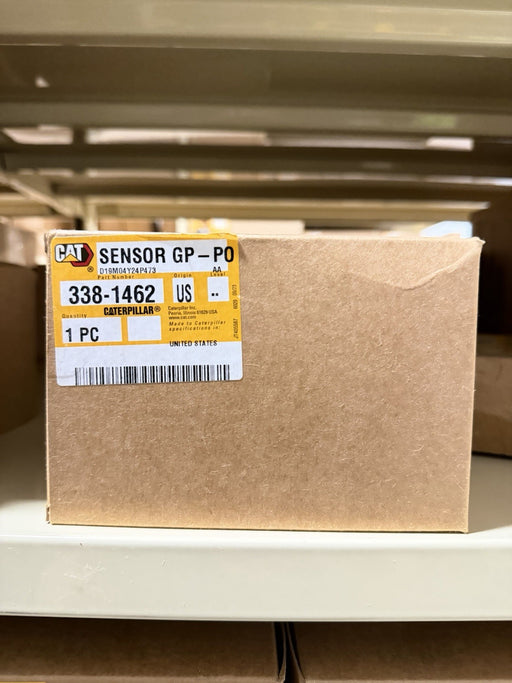 CAT
®
SENSOR GP-PO
D19M04Y24P473
AA
Part Number
Origin
Level
338-1462
US
··
CATERPILLAR®
Caterpillar Inc.
Peoria, Illinois 61629 USA
www.cat.com
Quantity
Made to Caterpillar
specifications in:
1 PC
UNITED STATES